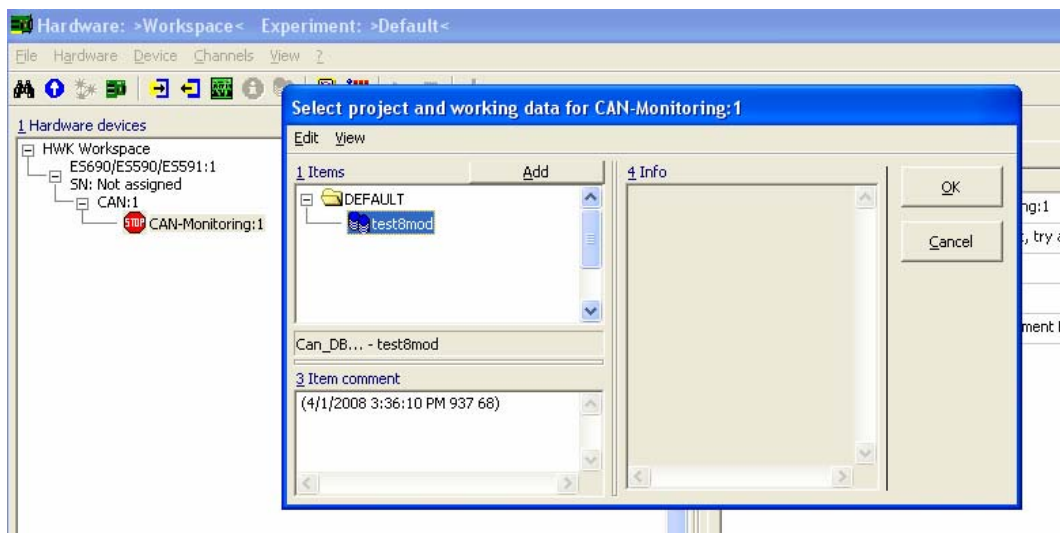 Hardware: >Workspace<   Experiment: >Default<
File  Hardware  Device  Channels  View  ?
1 Hardware devices
HWK Workspace
ES690/ES590/ES591:1
SN: Not assigned
CAN:1
STOP CAN-Monitoring:1
Select project and working data for CAN-Monitoring:1
Edit  View
1 Items
Add
DEFAULT
test8mod
Can_DB... - test8mod
3 Item comment
(4/1/2008 3:36:10 PM 937 68)
4 Info
OK
Cancel
ng:1
, try
ment